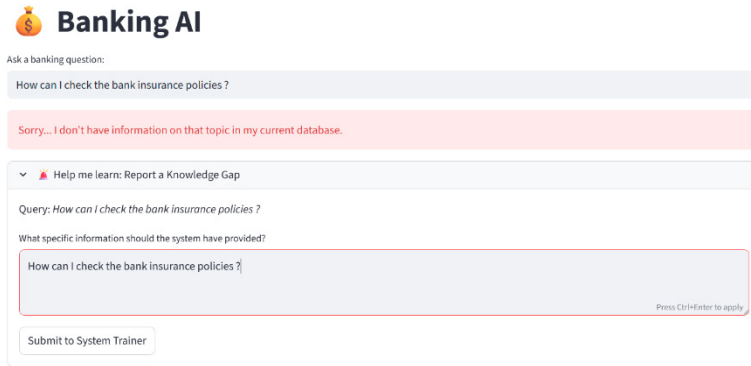 Banking AI
Ask a banking question:
How can I check the bank insurance policies ?
Sorry... I don't have information on that topic in my current database.
Help me learn: Report a Knowledge Gap
Query: How can I check the bank insurance policies ?
What specific information should the system have provided?
How can I check the bank insurance policies ?
Press Ctrl+Enter to apply
Submit to System Trainer